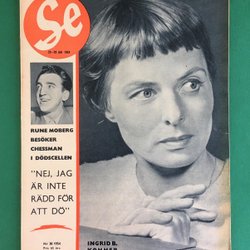 Se
RUNE MOBERG
BESÖKER
CHESSMAN
I DÖDSCELLEN
"NEJ, JAG
ÄR INTE
RÄDD FÖR
ATT DÖ"
INGRID B.